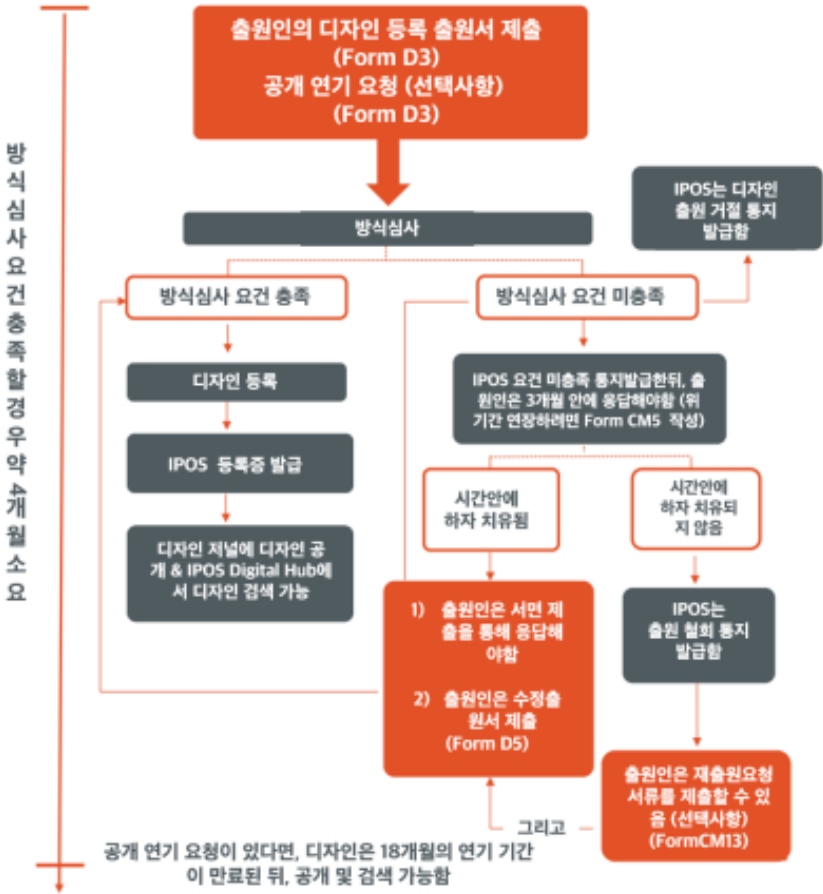 출원인의 디자인 등록 출원서 제출
(Form D3)
공개 연기 요청 (선택사항)
(Form D3)
방식심사요건충족할경우약4개월소요
방식심사
IPOS는 디자인
출원 거절 통지
발급함
방식심사 요건 충족
방식심사 요건 미충족
디자인 등록
IPOS 요건 미충족 통지발급한뒤, 출
원인은 3개월 안에 응답해야함 (위
기간 연장하려면 Form CM5 작성)
IPOS 등록증 발급
시간안에
하자 치유됨
시간안에
하자 치유되
지 않음
디자인 저널에 디자인 공
개 & IPOS Digital Hub에
서 디자인 검색 가능
1) 출원인은 서면 제
출을 통해 응답해
야함
2) 출원인은 수정출
원서 제출
(Form D5)
IPOS는
출원 철회 통지
발급함
출원인은 재출원요청
서류를 제출할 수 있
음 (선택사항)
(FormCM13)
그리고
공개 연기 요청이 있다면, 디자인은 18개월의 연기 기간
이 만료된 뒤, 공개 및 검색 가능함